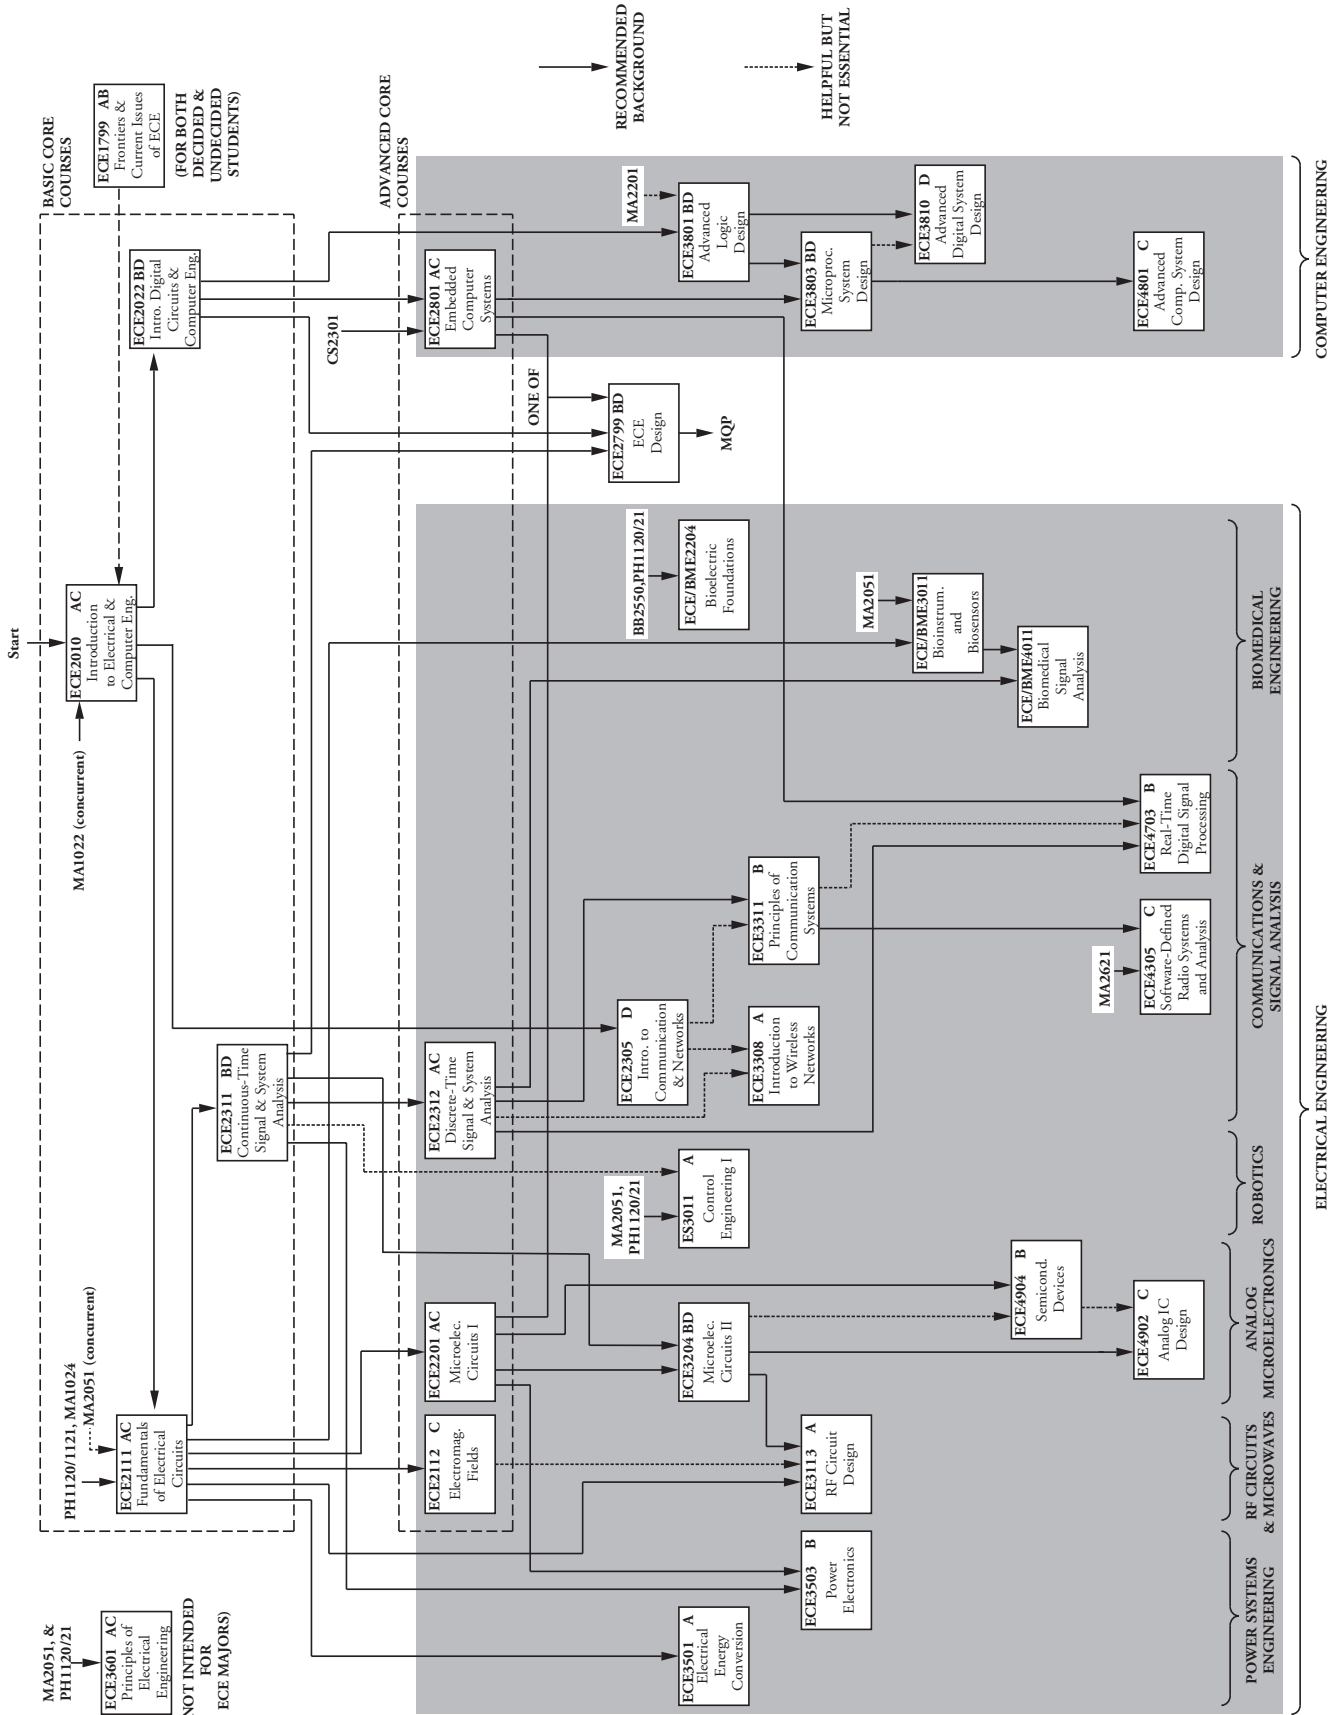 Start
MA1022 (concurrent)
ECE2010 AC
Introduction
to Electrical &
Computer Eng.
BASIC CORE
COURSES
ECE1799 AB
Frontiers &
Current Issues
of ECE
(FOR BOTH
DECIDED &
UNDECIDED
STUDENTS)
ECE2022 BD
Intro. Digital
Circuits &
Computer Eng.
MA2051, &
PH1120/21
ECE3601 AC
Principles of
Electrical
Engineering
NOT INTENDED
FOR
ECE MAJORS)
PH1120/1121, MA1024
MA2051 (concurrent)
ECE2111 AC
Fundamentals
of Electrical
Circuits
ECE2311 BD
Continuous-Time
Signal & System
Analysis
CS2301
ADVANCED CORE
COURSES
ECE2112 C
Electromag.
Fields
ECE2201 AC
Microelec.
Circuits I
ECE2312 AC
Discrete-Time
Signal & System
Analysis
ECE2801 AC
Embedded
Computer
Systems
ONE OF
ECE2799 BD
ECE
Design
MQP
RECOMMENDED
BACKGROUND
HELPFUL BUT
NOT ESSENTIAL
ECE3501 A
Electrical
Energy
Conversion
ECE3503 B
Power
Electronics
ECE3113 A
RF Circuit
Design
ECE3204 BD
Microelec.
Circuits II
ECE4904 B
Semicond.
Devices
ECE4902 C
Analog IC
Design
MA2051,
PH1120/21
ES3011 A
Control
Engineering I
ECE2305 D
Intro. to
Communication
& Networks
ECE3308 A
Introduction
to Wireless
Networks
ECE3311 B
Principles of
Communication
Systems
MA2621
ECE4305 C
Software-Defined
Radio Systems
and Analysis
ECE4703 B
Real-Time
Digital Signal
Processing
BB2550,PH1120/21
ECE/BME2204
Bioelectric
Foundations
MA2051
ECE/BME3011
Bioinstrum.
and
Biosensors
ECE/BME4011
Biomedical
Signal
Analysis
MA2201
ECE3801 BD
Advanced
Logic
Design
ECE3803 BD
Microproc.
System
Design
ECE3810 D
Advanced
Digital System
Design
ECE4801 C
Advanced
Comp. System
Design
POWER SYSTEMS
ENGINEERING
RF CIRCUITS
& MICROWAVES
ANALOG
MICROELECTRONICS
ROBOTICS
COMMUNICATIONS &
SIGNAL ANALYSIS
BIOMEDICAL
ENGINEERING
ELECTRICAL ENGINEERING
COMPUTER ENGINEERING